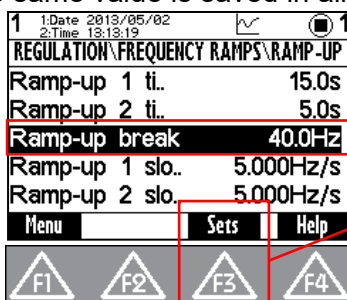 same value is saved in all
1 1:Date 2013/05/02 1
2:Time 13:13:19
REGULATION\FREQUENCY RAMPS\RAMP-UP
Ramp-up 1 ti.. 15.0s
Ramp-up 2 ti.. 5.0s
Ramp-up break 40.0Hz
Ramp-up 1 slo.. 5.000Hz/s
Ramp-up 2 slo.. 5.000Hz/s
Menu Sets Help
F1 F2 F3 F4